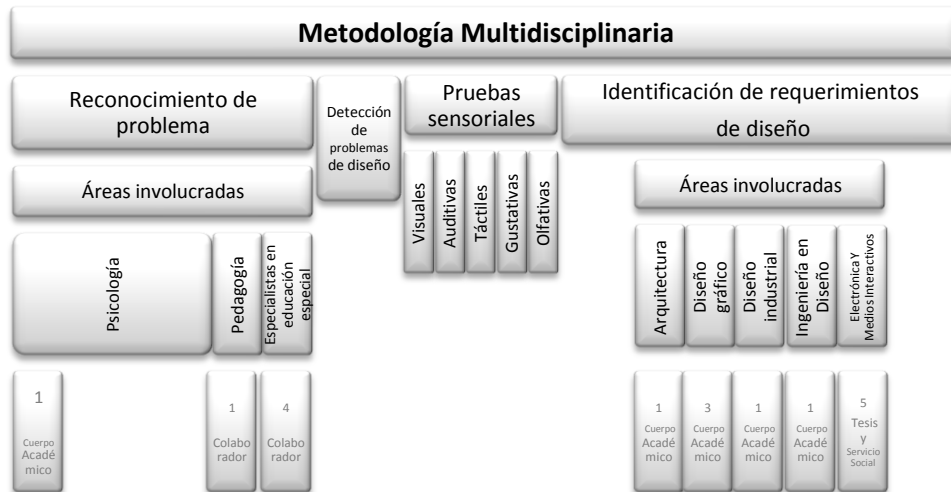 Metodología Multidisciplinaria
Reconocimiento de
problema
Detección
de
problemas
de diseño
Pruebas
sensoriales
Identificación de requerimientos
de diseño
Áreas involucradas
Visuales
Auditivas
Táctiles
Gustativas
Olfativas
Áreas involucradas
Psicología
Pedagogía
Especialistas en
educación
especial
Arquitectura
Diseño
gráfico
Diseño
industrial
Ingeniería en
Diseño
Electrónica Y
Medios Interactivos
1
Cuerpo
Acadé
mico
1
Colabo
rador
4
Colabo
rador
1
Cuerpo
Acadé
mico
3
Cuerpo
Acadé
mico
1
Cuerpo
Acadé
mico
1
Cuerpo
Acadé
mico
5
Tesis
y
Servicio
Social